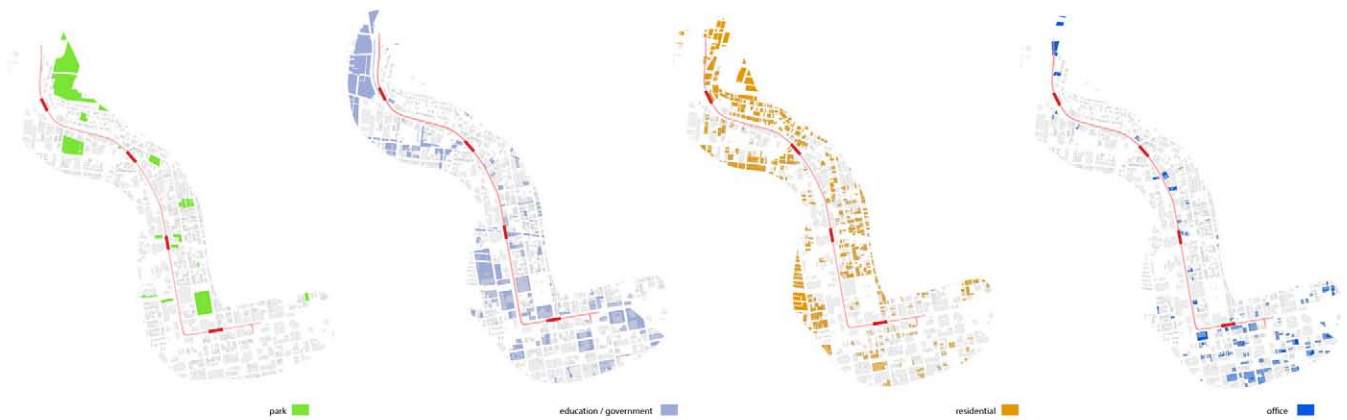 park
education / government
residential
office